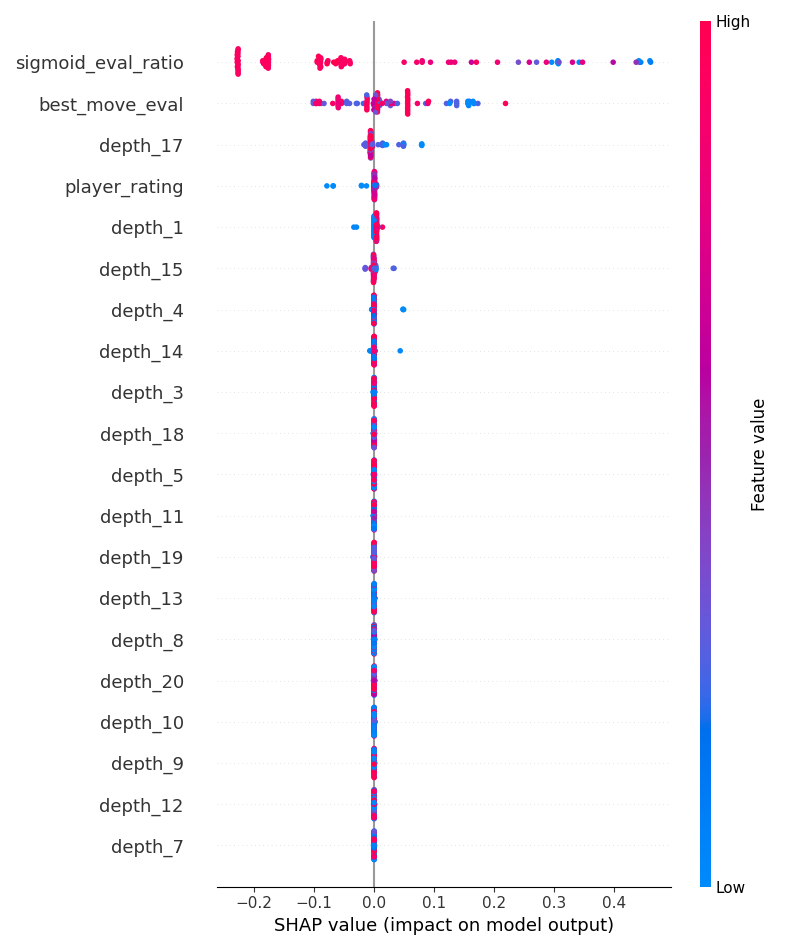 sigmoid_eval_ratio
best_move_eval
depth_17
player_rating
depth_1
depth_15
depth_4
depth_14
depth_3
depth_18
depth_5
depth_11
depth_19
depth_13
depth_8
depth_20
depth_10
depth_9
depth_12
depth_7
−0.2 −0.1 0.0 0.1 0.2 0.3 0.4
SHAP value (impact on model output)
High
Feature value
Low